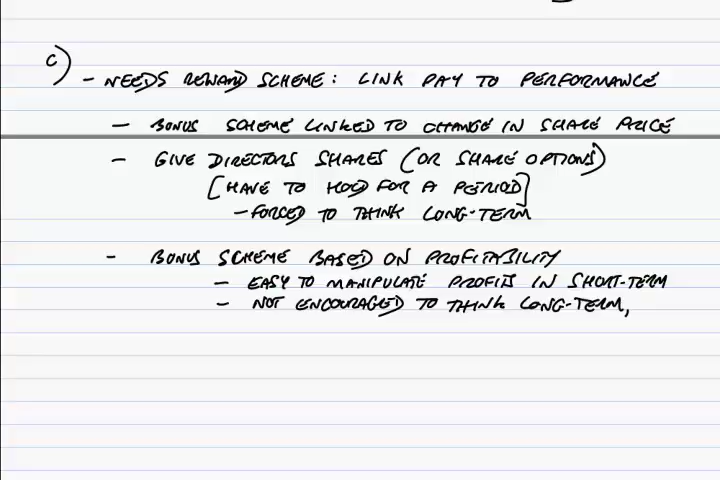 c)
- NEEDS REWARD SCHEME: LINK PAY TO PERFORMANCE
- BONUS SCHEME LINKED TO CHANGE IN SHARE PRICE
- GIVE DIRECTORS SHARES (OR SHARE OPTIONS)
[HAVE TO HOLD FOR A PERIOD]
- FORCED TO THINK LONG-TERM
- BONUS SCHEME BASED ON PROFITABILITY
- EASY TO MANIPULATE PROFITS IN SHORT-TERM
- NOT ENCOURAGED TO THINK LONG-TERM,